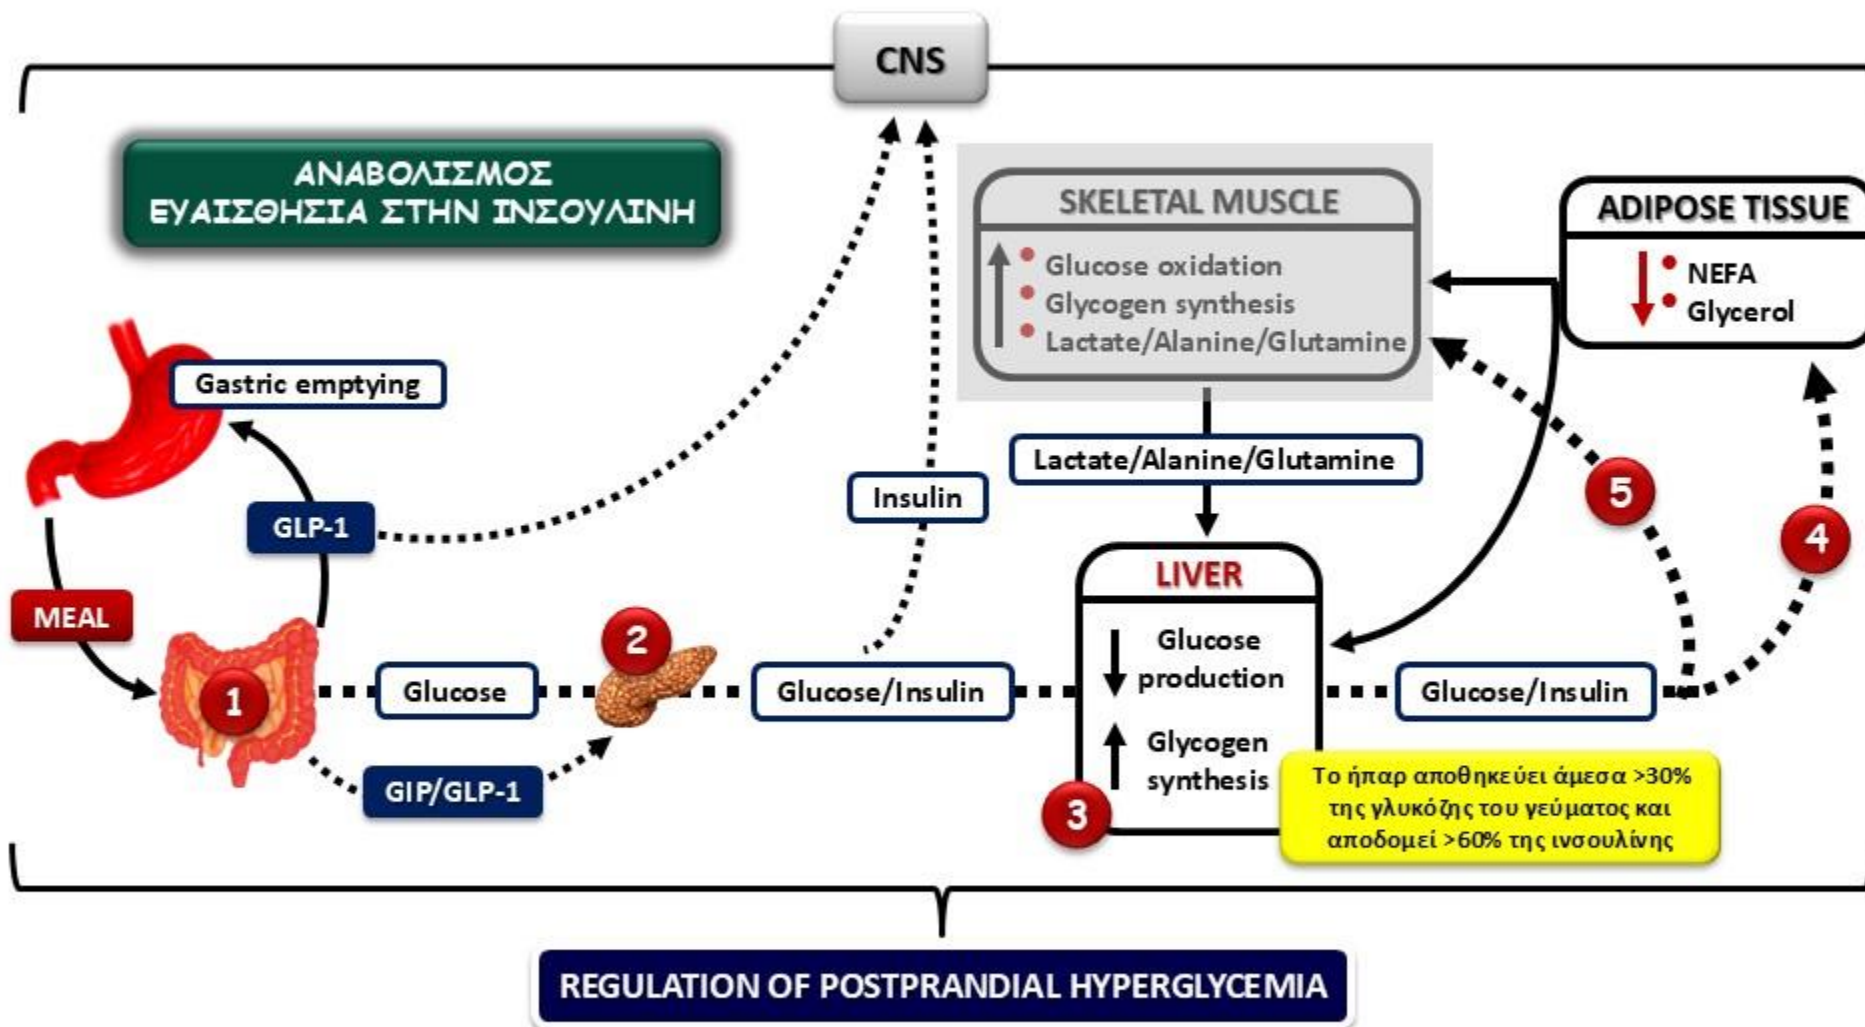 CNS
ΑΝΑΒΟΛΙΣΜΟΣ
ΕΥΑΙΣΘΗΣΙΑ ΣΤΗΝ ΙΝΣΟΥΛΙΝΗ
SKELETAL MUSCLE
Glucose oxidation
Glycogen synthesis
Lactate/Alanine/Glutamine
ADIPOSE TISSUE
NEFA
Glycerol
Gastric emptying
Lactate/Alanine/Glutamine
Insulin
5
GLP-1
4
LIVER
MEAL
2
Glucose
production
1
Glucose
Glucose/Insulin
Glucose/Insulin
Glycogen
synthesis
GIP/GLP-1
3
Το ήπαρ αποθηκεύει άμεσα >30%
της γλυκόζης του γεύματος και
αποδομεί >60% της ινσουλίνης
REGULATION OF POSTPRANDIAL HYPERGLYCEMIA